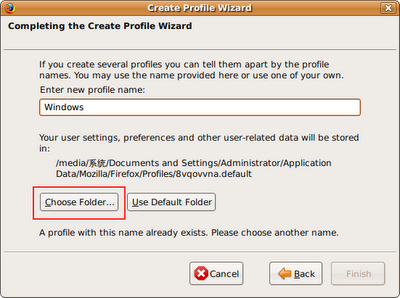 Create Profile Wizard
Completing the Create Profile Wizard
If you create several profiles you can tell them apart by the profile
names. You may use the name provided here or use one of your own.
Enter new profile name:
Windows
Your user settings, preferences and other user-related data will be stored
in:
/media/系统/Documents and Settings/Administrator/Application
Data/Mozilla/Firefox/Profiles/8vqovvna.default
Choose Folder... Use Default Folder
A profile with this name already exists. Please choose another name.
Cancel Back Finish